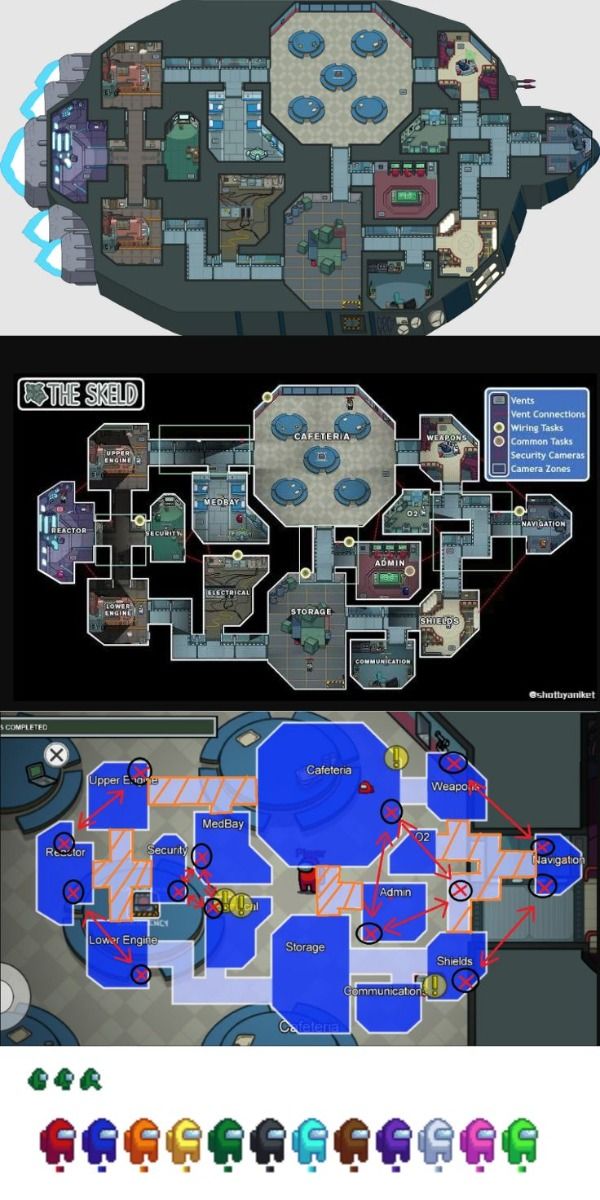 THE SKELD
Vents
Vent Connections
Wiring Tasks
Common Tasks
Security Cameras
Camera Zones
CAFETERIA
WEAPONS
UPPER
ENGINE
MEDBAY
O2
REACTOR
SECURITY
NAVIGATION
ADMIN
ELECTRICAL
LOWER
ENGINE
STORAGE
SHIELDS
COMMUNICATION
@shotbyaniket
S COMPLETED
Cafeteria
Upper Engine
Weapons
MedBay
Security
O2
Reactor
Navigation
Admin
cal
Lower Engine
Storage
Shields
Communications
Cafeteria